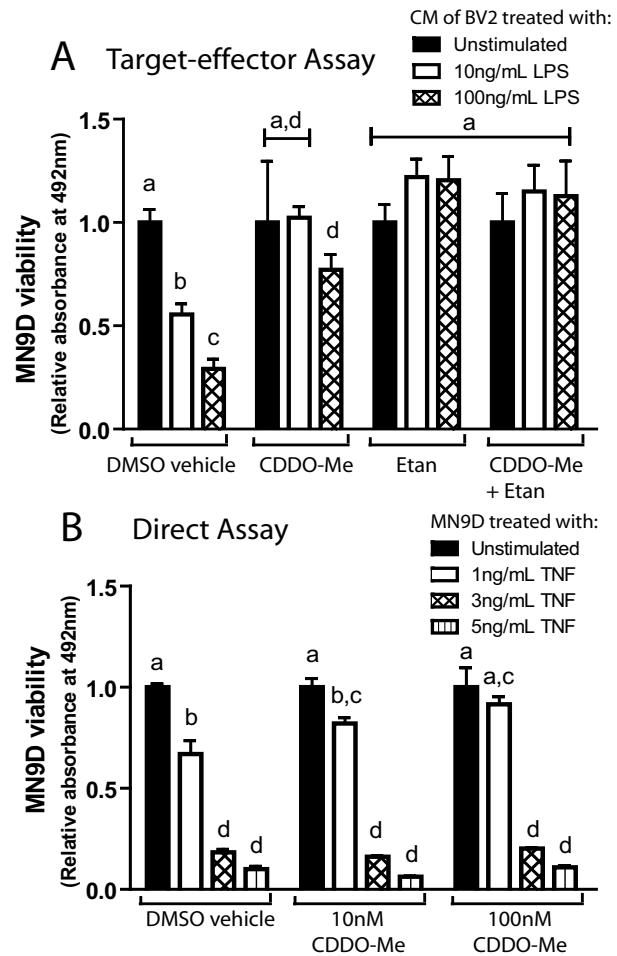 CM of BV2 treated with:
A Target-effector Assay
Unstimulated
10ng/mL LPS
100ng/mL LPS
MN9D viability
(Relative absorbance at 492nm)
1.5
1.0
0.5
0.0
a
b
c
a,d
d
a
DMSO vehicle
CDDO-Me
Etan
CDDO-Me
+ Etan
B Direct Assay
MN9D treated with:
Unstimulated
1ng/mL TNF
3ng/mL TNF
5ng/mL TNF
MN9D viability
(Relative absorbance at 492nm)
1.5
1.0
0.5
0.0
a
b
d
d
a
b,c
d
d
a
a,c
d
d
DMSO vehicle
10nM
CDDO-Me
100nM
CDDO-Me